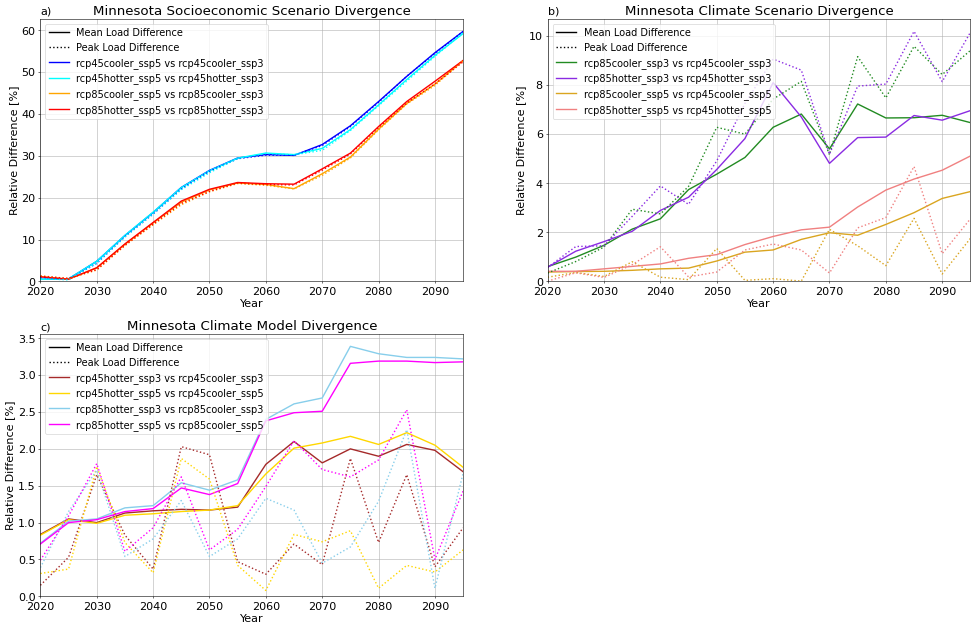 a)
Minnesota Socioeconomic Scenario Divergence
Mean Load Difference
Peak Load Difference
rcp45cooler_ssp5 vs rcp45cooler_ssp3
rcp45hotter_ssp5 vs rcp45hotter_ssp3
rcp85cooler_ssp5 vs rcp85cooler_ssp3
rcp85hotter_ssp5 vs rcp85hotter_ssp3
Relative Difference [%]
60
50
40
30
20
10
0
2020 2030 2040 2050 2060 2070 2080 2090
Year
b)
Minnesota Climate Scenario Divergence
Mean Load Difference
Peak Load Difference
rcp85cooler_ssp3 vs rcp45cooler_ssp3
rcp85hotter_ssp3 vs rcp45hotter_ssp3
rcp85cooler_ssp5 vs rcp45cooler_ssp5
rcp85hotter_ssp5 vs rcp45hotter_ssp5
Relative Difference [%]
10
8
6
4
2
0
2020 2030 2040 2050 2060 2070 2080 2090
Year
c)
Minnesota Climate Model Divergence
Mean Load Difference
Peak Load Difference
rcp45hotter_ssp3 vs rcp45cooler_ssp3
rcp45hotter_ssp5 vs rcp45cooler_ssp5
rcp85hotter_ssp3 vs rcp85cooler_ssp3
rcp85hotter_ssp5 vs rcp85cooler_ssp5
Relative Difference [%]
3.5
3.0
2.5
2.0
1.5
1.0
0.5
0.0
2020 2030 2040 2050 2060 2070 2080 2090
Year